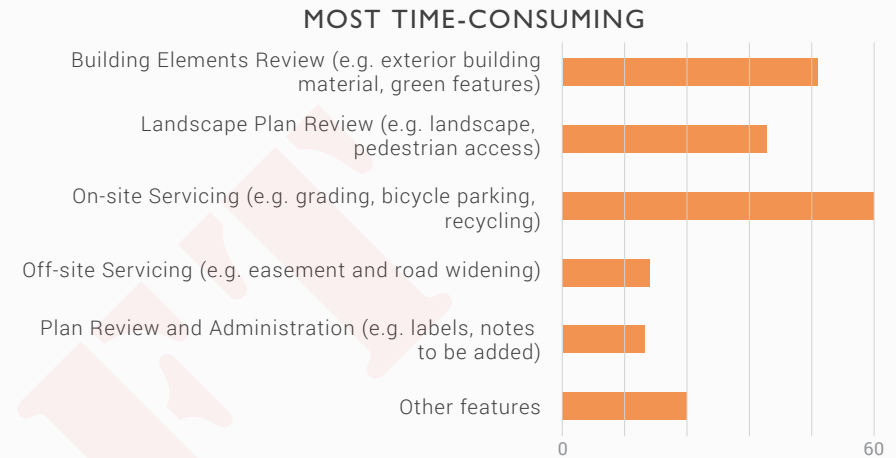 MOST TIME-CONSUMING
Building Elements Review (e.g. exterior building
material, green features)
Landscape Plan Review (e.g. landscape,
pedestrian access)
On-site Servicing (e.g. grading, bicycle parking,
recycling)
Off-site Servicing (e.g. easement and road widening)
Plan Review and Administration (e.g. labels, notes
to be added)
Other features
0
60
FT